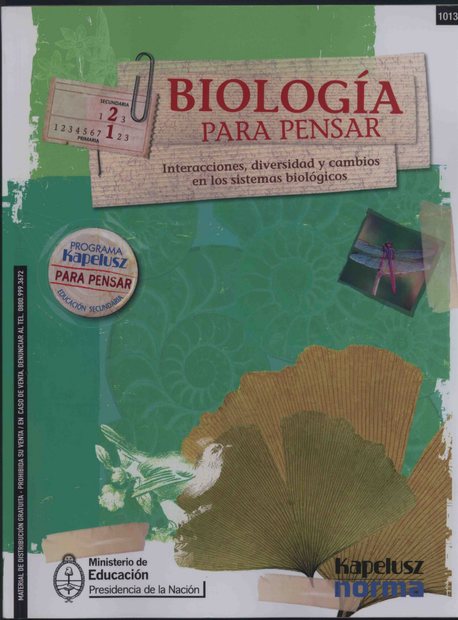 1013
SECUNDARIA
1 2 3
1 2 3 4 5 6 7 1 2 3
PRIMARIA
BIOLOGÍA
PARA PENSAR
Interacciones, diversidad y cambios
en los sistemas biológicos
PROGRAMA
Kapelusz
PARA PENSAR
EDUCACIÓN SECUNDARIA
MATERIAL DE DISTRIBUCIÓN GRATUITA - PROHIBIDA SU VENTA / EN CASO DE VENTA, DENUNCIAR AL TEL. 0800.999.3672
Ministerio de
Educación
Presidencia de la Nación
Kapelusz
norma